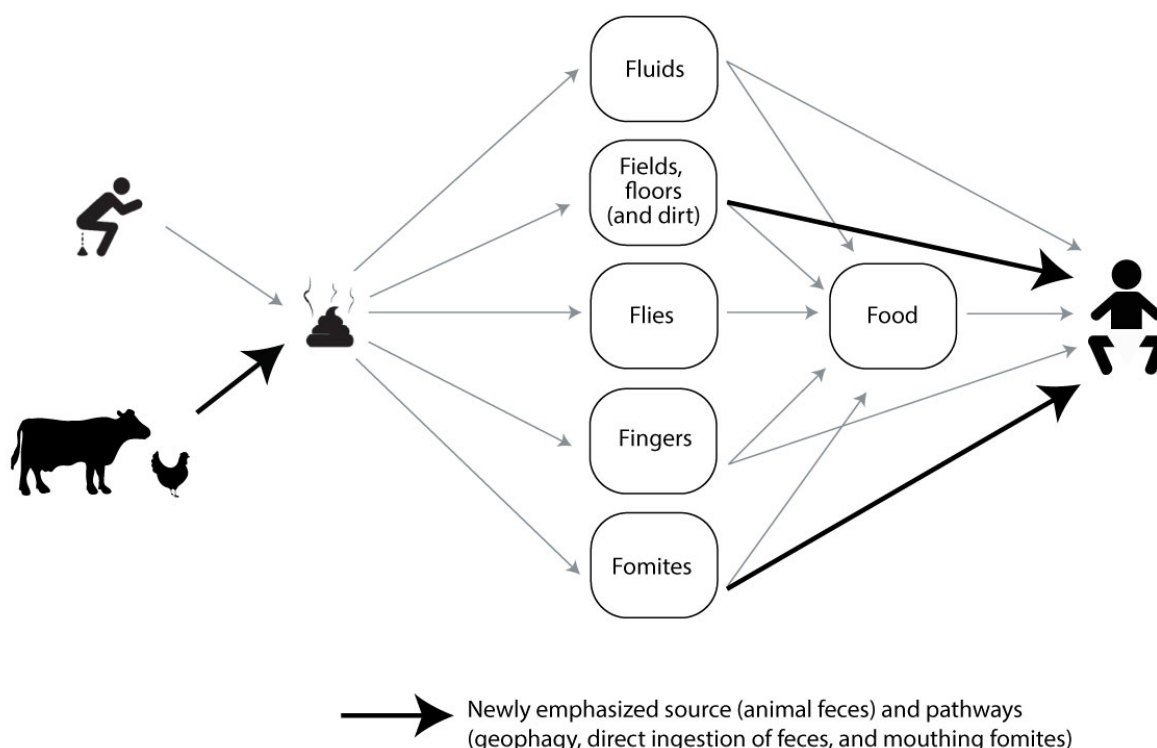 Fluids
Fields,
floors
(and dirt)
Flies
Food
Fingers
Fomites
Newly emphasized source (animal feces) and pathways
(geophagy, direct ingestion of feces, and mouthing fomites)